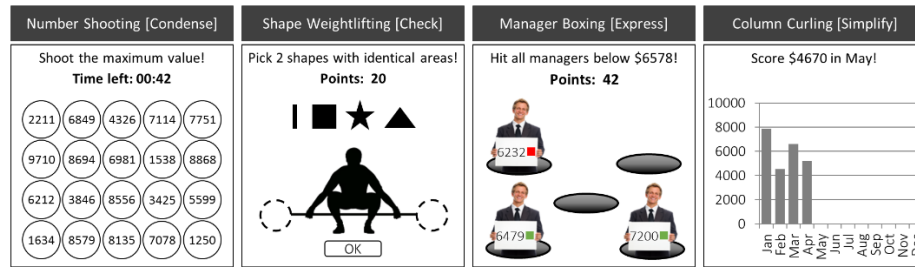 Number Shooting [Condense]
Shoot the maximum value!
Time left: 00:42
2211 6849 4326 7114 7751
9710 8694 6981 1538 8868
6212 3846 8556 3425 5599
1634 8579 8135 7078 1250
Shape Weightlifting [Check]
Pick 2 shapes with identical areas!
Points: 20
OK
Manager Boxing [Express]
Hit all managers below $6578!
Points: 42
6232
6479
7200
Column Curling [Simplify]
Score $4670 in May!
10000
8000
6000
4000
2000
0
Jan
Feb
Mar
Apr
May
Jun
Jul
Aug
Sep
Oct
Nov